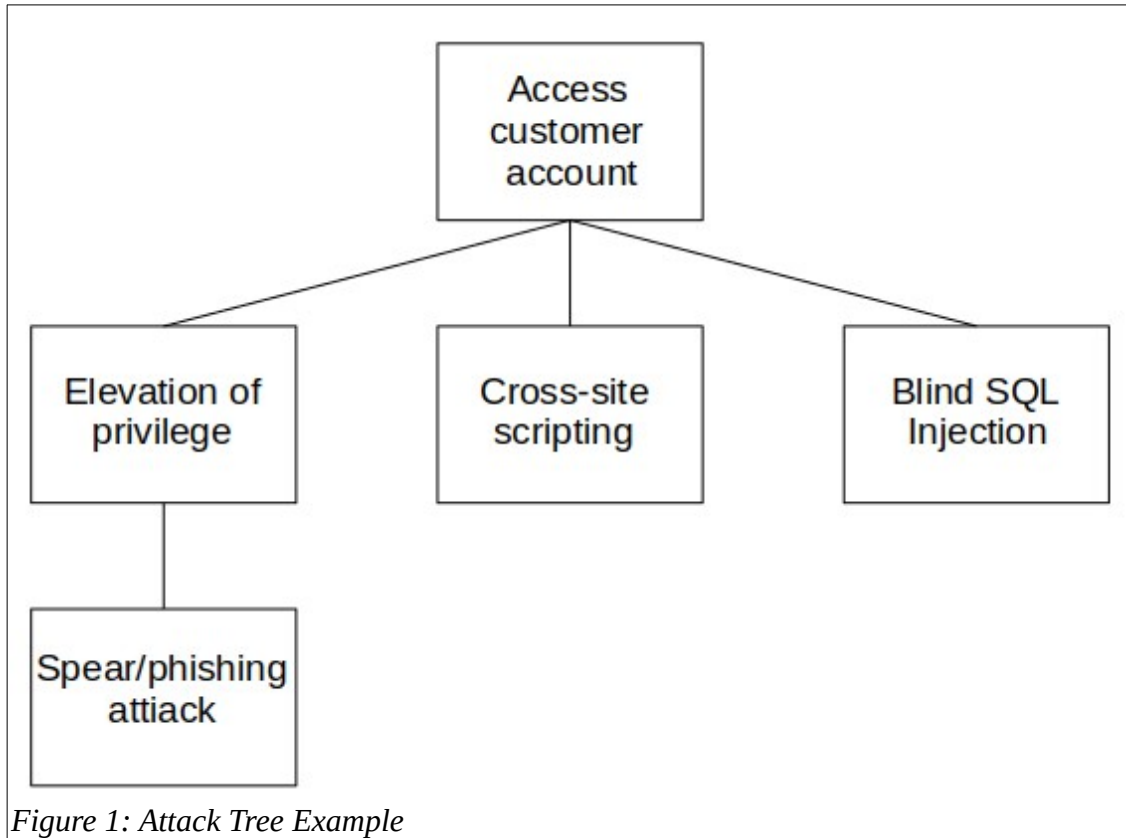 Access
customer
account
Elevation of
privilege
Cross-site
scripting
Blind SQL
Injection
Spear/phishing
attiack
Figure 1: Attack Tree Example